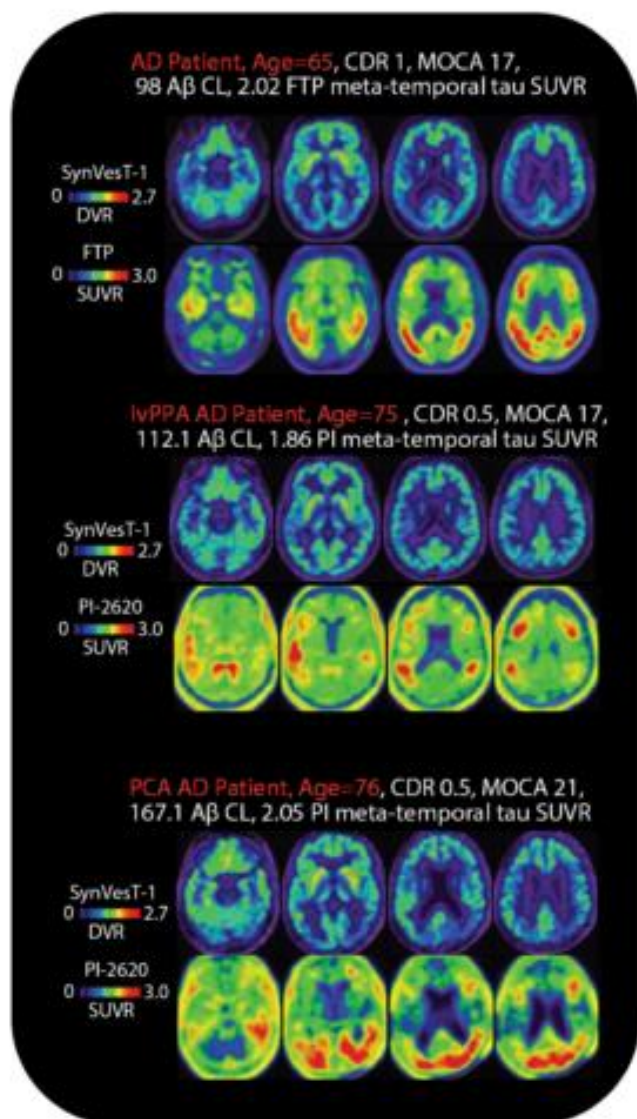 AD Patient, Age=65, CDR 1, MOCA 17,
98 Aβ CL, 2.02 FTP meta-temporal tau SUVR
SynVesT-1
0 2.7
DVR
FTP
0 3.0
SUVR
lvPPA AD Patient, Age=75 , CDR 0.5, MOCA 17,
112.1 Aβ CL, 1.86 PI meta-temporal tau SUVR
SynVesT-1
0 2.7
DVR
PI-2620
0 3.0
SUVR
PCA AD Patient, Age=76, CDR 0.5, MOCA 21,
167.1 Aβ CL, 2.05 PI meta-temporal tau SUVR
SynVesT-1
0 2.7
DVR
PI-2620
0 3.0
SUVR